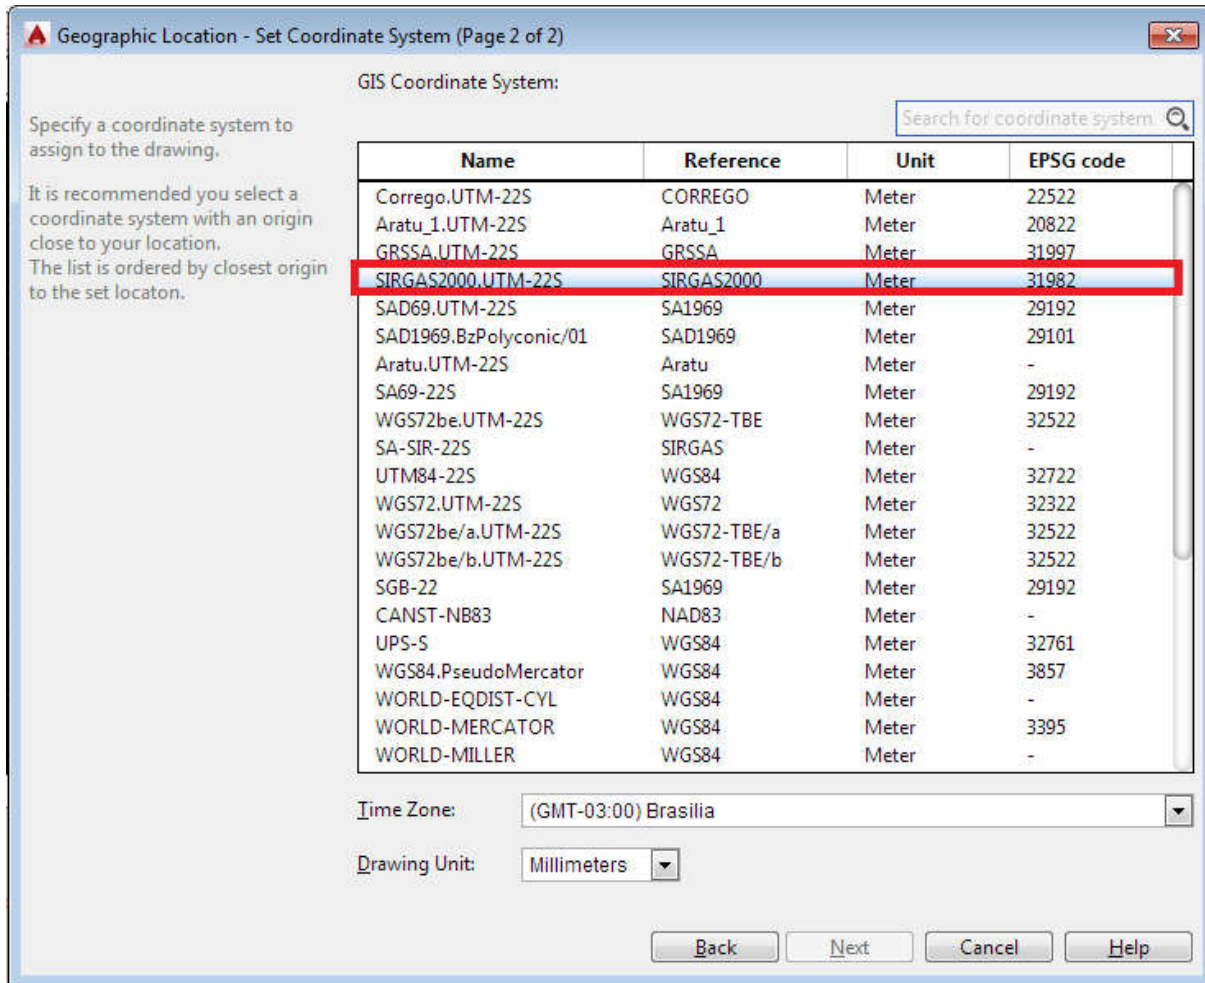 Geographic Location - Set Coordinate System (Page 2 of 2)
GIS Coordinate System:
Specify a coordinate system to
assign to the drawing.
It is recommended you select a
coordinate system with an origin
close to your location.
The list is ordered by closest origin
to the set locaton.
Search for coordinate system
Name Reference Unit EPSG code
Corrego.UTM-22S CORREGO Meter 22522
Aratu_1.UTM-22S Aratu_1 Meter 20822
GRSSA.UTM-22S GRSSA Meter 31997
SIRGAS2000.UTM-22S SIRGAS2000 Meter 31982
SAD69.UTM-22S SA1969 Meter 29192
SAD1969.BzPolyconic/01 SAD1969 Meter 29101
Aratu.UTM-22S Aratu Meter -
SA69-22S SA1969 Meter 29192
WGS72be.UTM-22S WGS72-TBE Meter 32522
SA-SIR-22S SIRGAS Meter -
UTM84-22S WGS84 Meter 32722
WGS72.UTM-22S WGS72 Meter 32322
WGS72be/a.UTM-22S WGS72-TBE/a Meter 32522
WGS72be/b.UTM-22S WGS72-TBE/b Meter 32522
SGB-22 SA1969 Meter 29192
CANST-NB83 NAD83 Meter -
UPS-S WGS84 Meter 32761
WGS84.PseudoMercator WGS84 Meter 3857
WORLD-EQDIST-CYL WGS84 Meter -
WORLD-MERCATOR WGS84 Meter 3395
WORLD-MILLER WGS84 Meter -
Time Zone: (GMT-03:00) Brasilia
Drawing Unit: Millimeters
Back Next Cancel Help